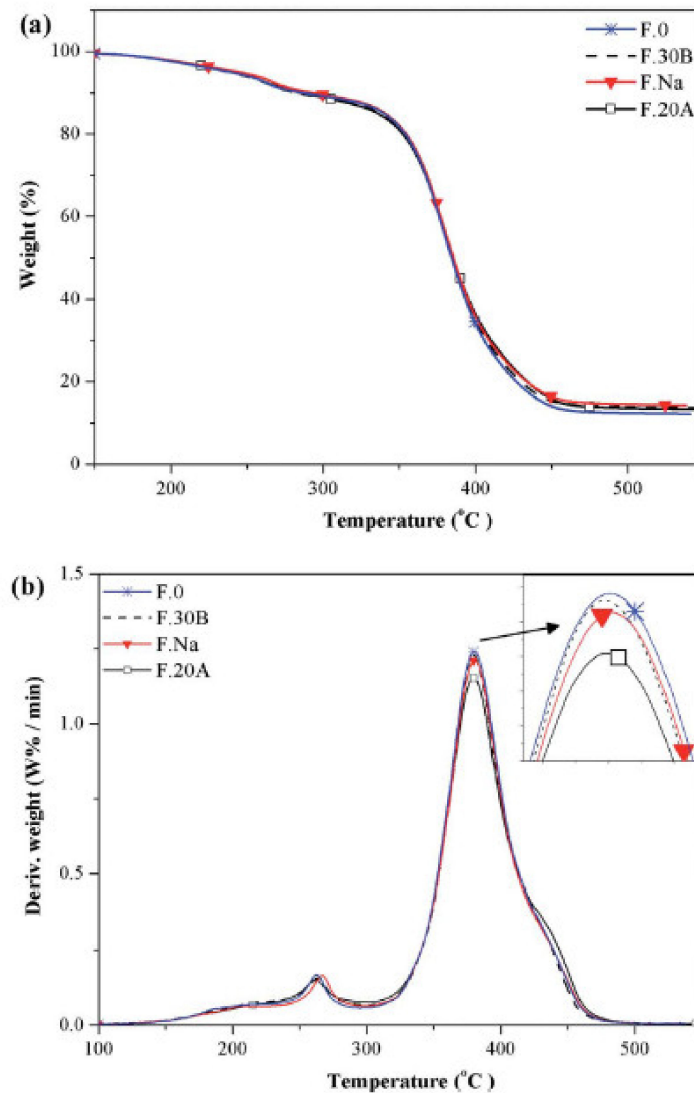 (a)
F.0
F.30B
F.Na
F.20A
100
80
60
40
20
0
Weight (%)
200
300
400
500
Temperature (°C )
(b)
F.0
F.30B
F.Na
F.20A
1.5
1.0
0.5
0.0
Deriv. weight (W% / min)
100
200
300
400
500
Temperature (°C )